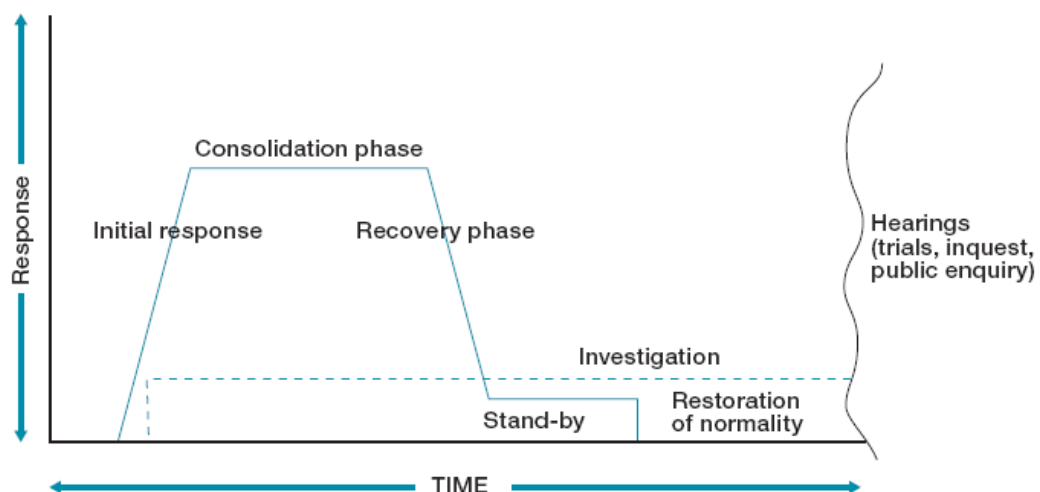 Response
Consolidation phase
Initial response
Recovery phase
Hearings
(trials, inquest,
public enquiry)
Investigation
Stand-by
Restoration
of normality
TIME